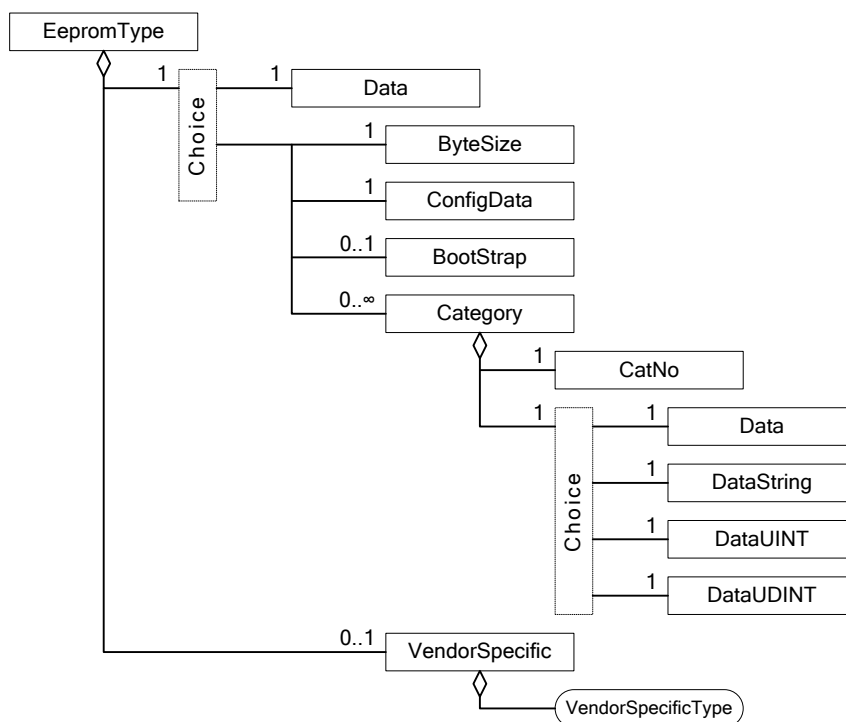 EepromType
1
Choice
1
Data
1
ByteSize
1
ConfigData
0..1
BootStrap
0..∞
Category
1
CatNo
1
Choice
1
Data
1
DataString
1
DataUINT
1
DataUDINT
0..1
VendorSpecific
VendorSpecificType